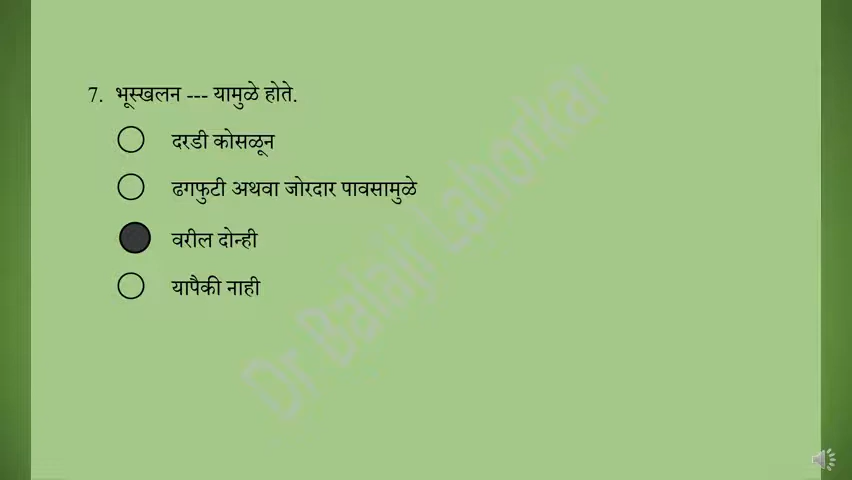 7. भूस्खलन --- यामुळे होते.
दरडी कोसळून
ढगफुटी अथवा जोरदार पावसामुळे
वरील दोन्ही
यापैकी नाही
Dr Balaji Lahorkar